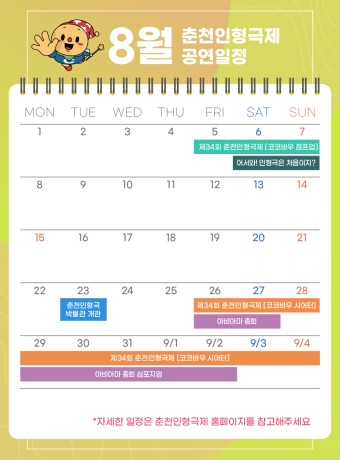 8월 춘천인형극제
공연일정
MON TUE WED THU FRI SAT SUN
1 2 3 4 5 6 7
제34회 춘천인형극제 [코코바우 점프업]
어서와! 인형극은 처음이지?
8 9 10 11 12 13 14
15 16 17 18 19 20 21
22 23 24 25 26 27 28
춘천인형극
박물관 개관
제34회 춘천인형극제 [코코바우 시어터]
아비아마 총회
29 30 31 9/1 9/2 9/3 9/4
제34회 춘천인형극제 [코코바우 시어터]
아비아마 총회 심포지엄
*자세한 일정은 춘천인형극제 홈페이지를 참고해주세요